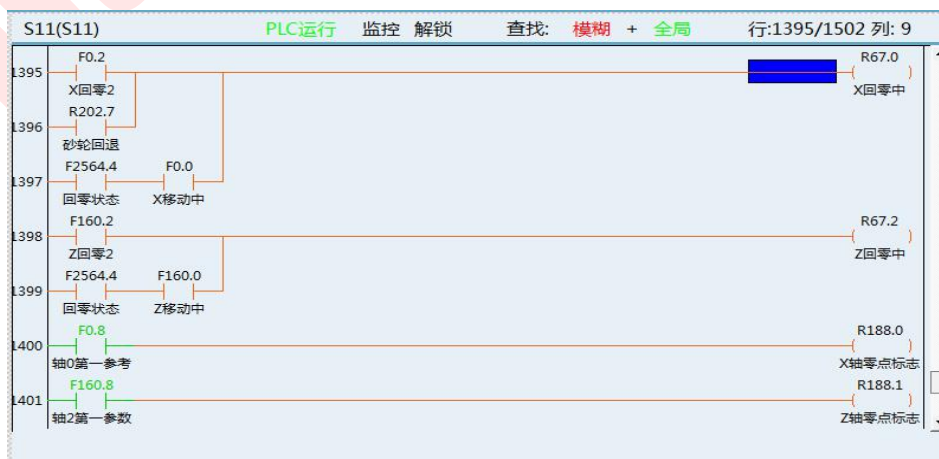 S11(S11) PLC运行 监控 解锁 查找: 模糊 + 全局 行:1395/1502 列: 9
F0.2 R67.0
1395
X回零2 X回零中
R202.7
1396
砂轮回退
F2564.4 F0.0
1397
回零状态 X移动中
F160.2 R67.2
1398
Z回零2 Z回零中
F2564.4 F160.0
1399
回零状态 Z移动中
F0.8 R188.0
1400
轴0第一参考 X轴零点标志
F160.8 R188.1
1401
轴2第一参数 Z轴零点标志